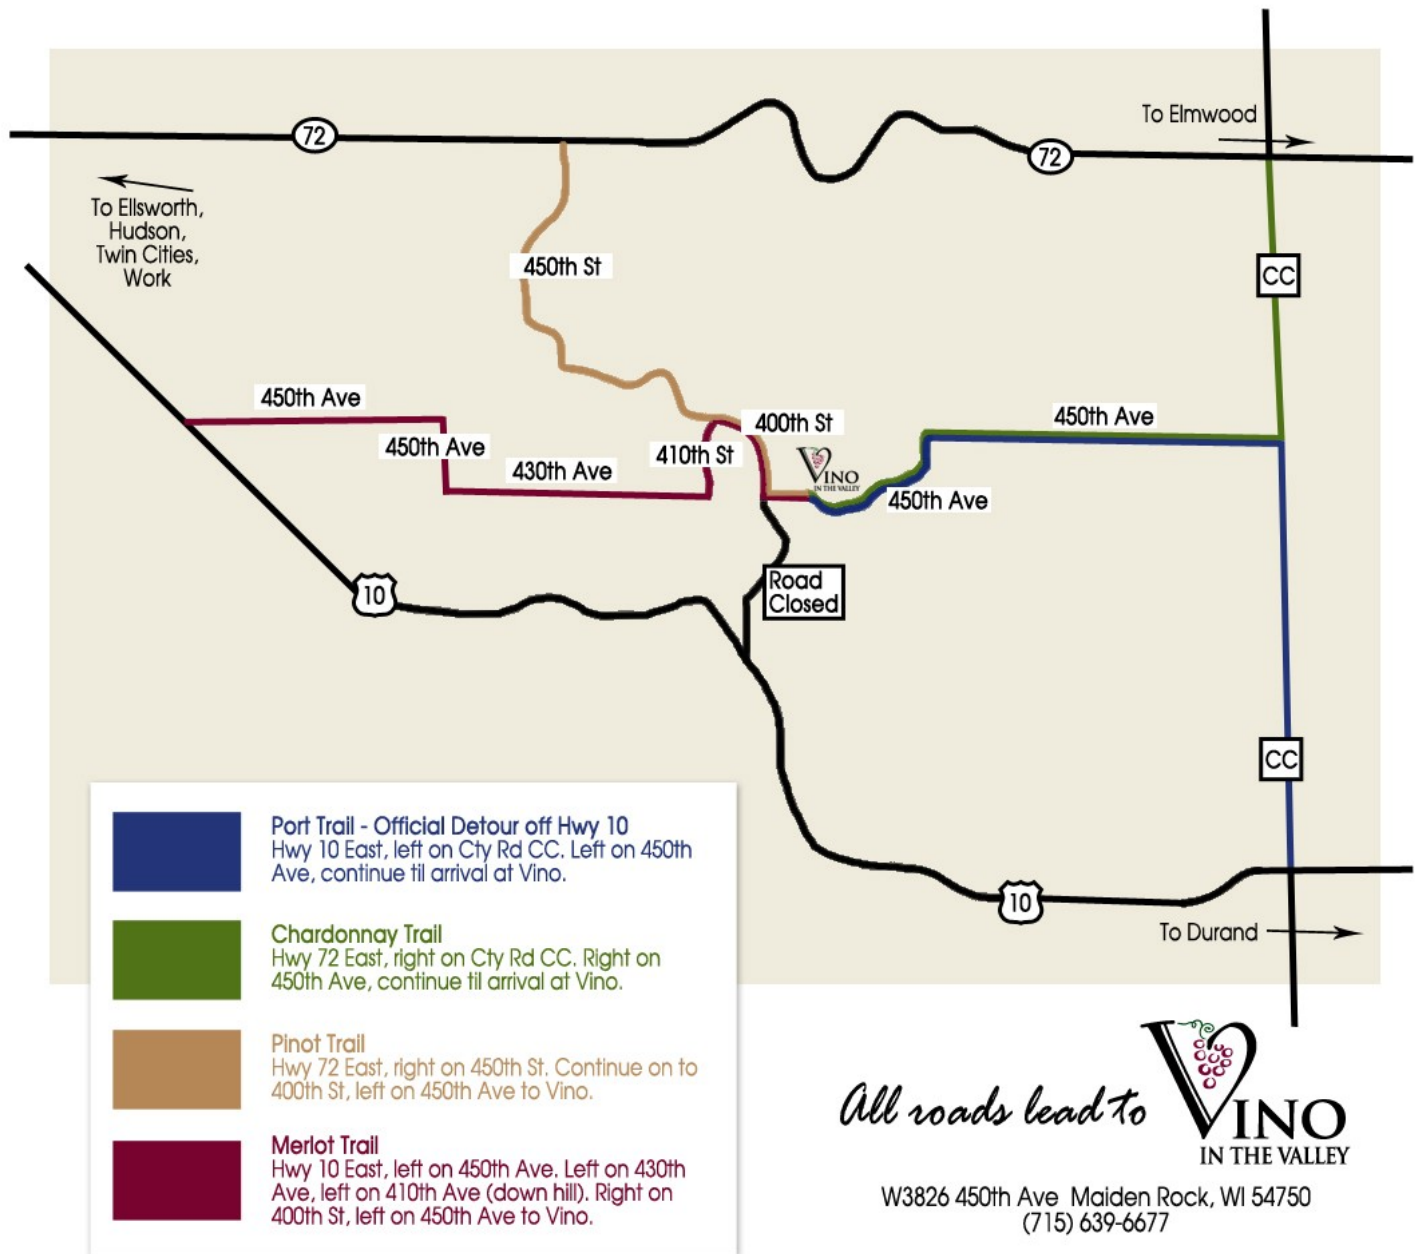 To Elmwood
72
72
To Ellsworth,
Hudson,
Twin Cities,
Work
450th St
CC
450th Ave
450th Ave
430th Ave
410th St
400th St
VINO
IN THE VALLEY
450th Ave
450th Ave
Road
Closed
10
CC
10
To Durand
Port Trail - Official Detour off Hwy 10
Hwy 10 East, left on Cty Rd CC. Left on 450th
Ave, continue til arrival at Vino.
Chardonnay Trail
Hwy 72 East, right on Cty Rd CC. Right on
450th Ave, continue til arrival at Vino.
Pinot Trail
Hwy 72 East, right on 450th St. Continue on to
400th St, left on 450th Ave to Vino.
Merlot Trail
Hwy 10 East, left on 450th Ave. Left on 430th
Ave, left on 410th Ave (down hill). Right on
400th St, left on 450th Ave to Vino.
All roads lead to
VINO
IN THE VALLEY
W3826 450th Ave Maiden Rock, WI 54750
(715) 639-6677